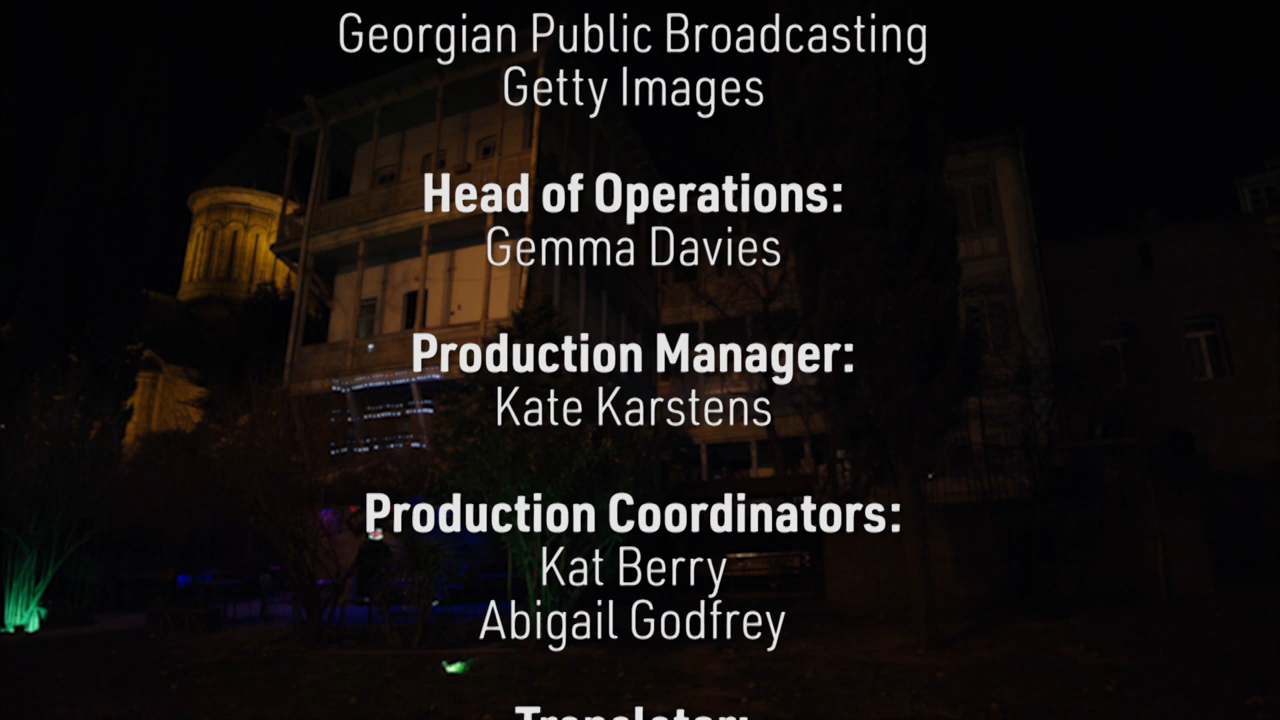 Georgian Public Broadcasting
Getty Images
Head of Operations:
Gemma Davies
Production Manager:
Kate Karstens
Production Coordinators:
Kat Berry
Abigail Godfrey
Translator: